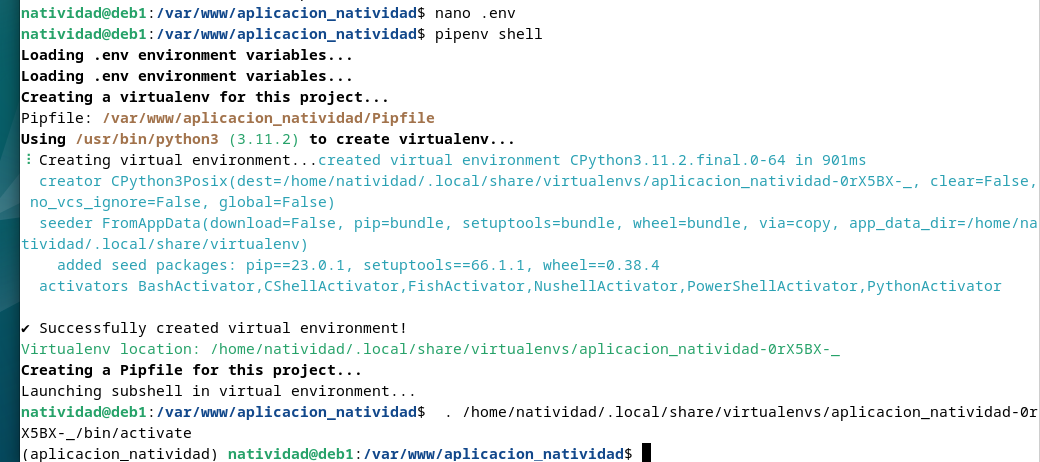 natividad@deb1:/var/www/aplicacion_natividad$ nano .env
natividad@deb1:/var/www/aplicacion_natividad$ pipenv shell
Loading .env environment variables...
Loading .env environment variables...
Creating a virtualenv for this project...
Pipfile: /var/www/aplicacion_natividad/Pipfile
Using /usr/bin/python3 (3.11.2) to create virtualenv...
⠸ Creating virtual environment...created virtual environment CPython3.11.2.final.0-64 in 901ms
  creator CPython3Posix(dest=/home/natividad/.local/share/virtualenvs/aplicacion_natividad-0rX5BX-_, clear=False,
 no_vcs_ignore=False, global=False)
  seeder FromAppData(download=False, pip=bundle, setuptools=bundle, wheel=bundle, via=copy, app_data_dir=/home/na
tividad/.local/share/virtualenv)
    added seed packages: pip==23.0.1, setuptools==66.1.1, wheel==0.38.4
  activators BashActivator,CShellActivator,FishActivator,NushellActivator,PowerShellActivator,PythonActivator
✔ Successfully created virtual environment!
Virtualenv location: /home/natividad/.local/share/virtualenvs/aplicacion_natividad-0rX5BX-_
Creating a Pipfile for this project...
Launching subshell in virtual environment...
natividad@deb1:/var/www/aplicacion_natividad$  . /home/natividad/.local/share/virtualenvs/aplicacion_natividad-0r
X5BX-_/bin/activate
(aplicacion_natividad) natividad@deb1:/var/www/aplicacion_natividad$